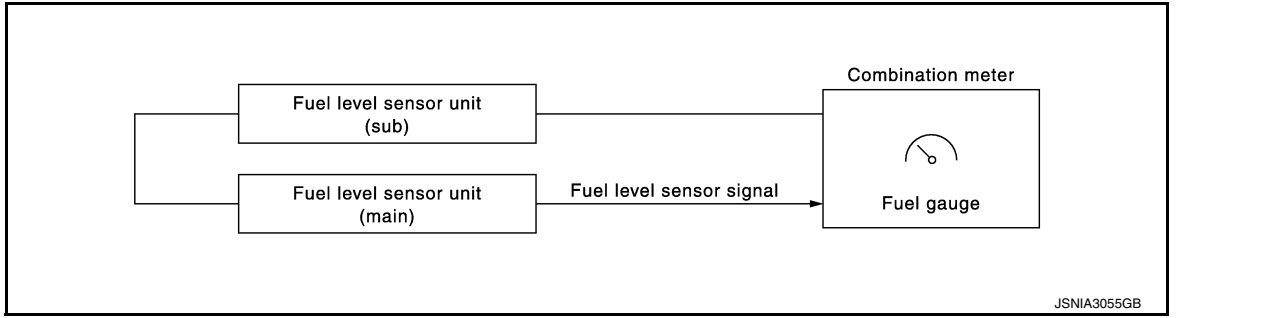 Combination meter
Fuel level sensor unit
(sub)
Fuel level sensor unit
(main)
Fuel level sensor signal
Fuel gauge
JSNIA3055GB